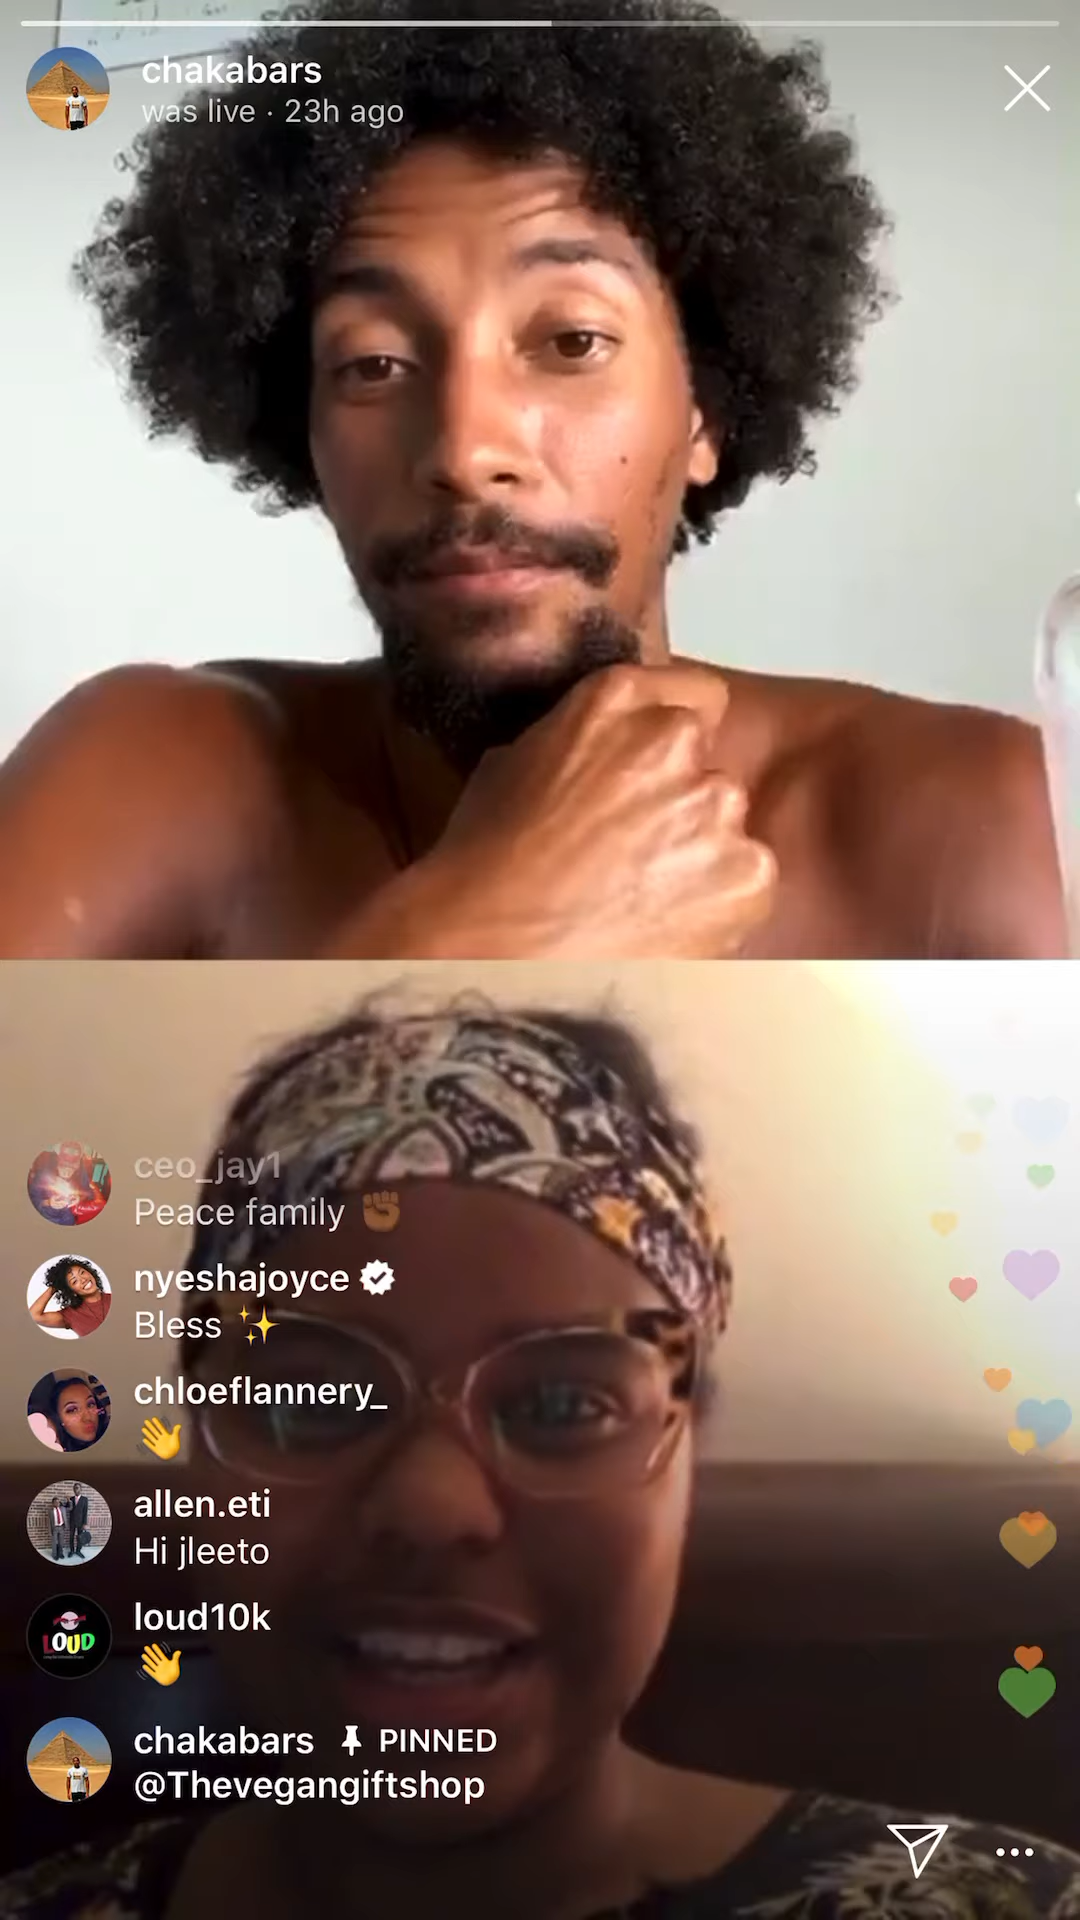 chakabars
was live · 23h ago
ceo_jay1
Peace family ✊🏾
nyeshajoyce
Bless ✨
chloeflannery_
👋
allen.eti
Hi jleeto
loud10k
👋
LOUD
chakabars PINNED
@Thevegangiftshop